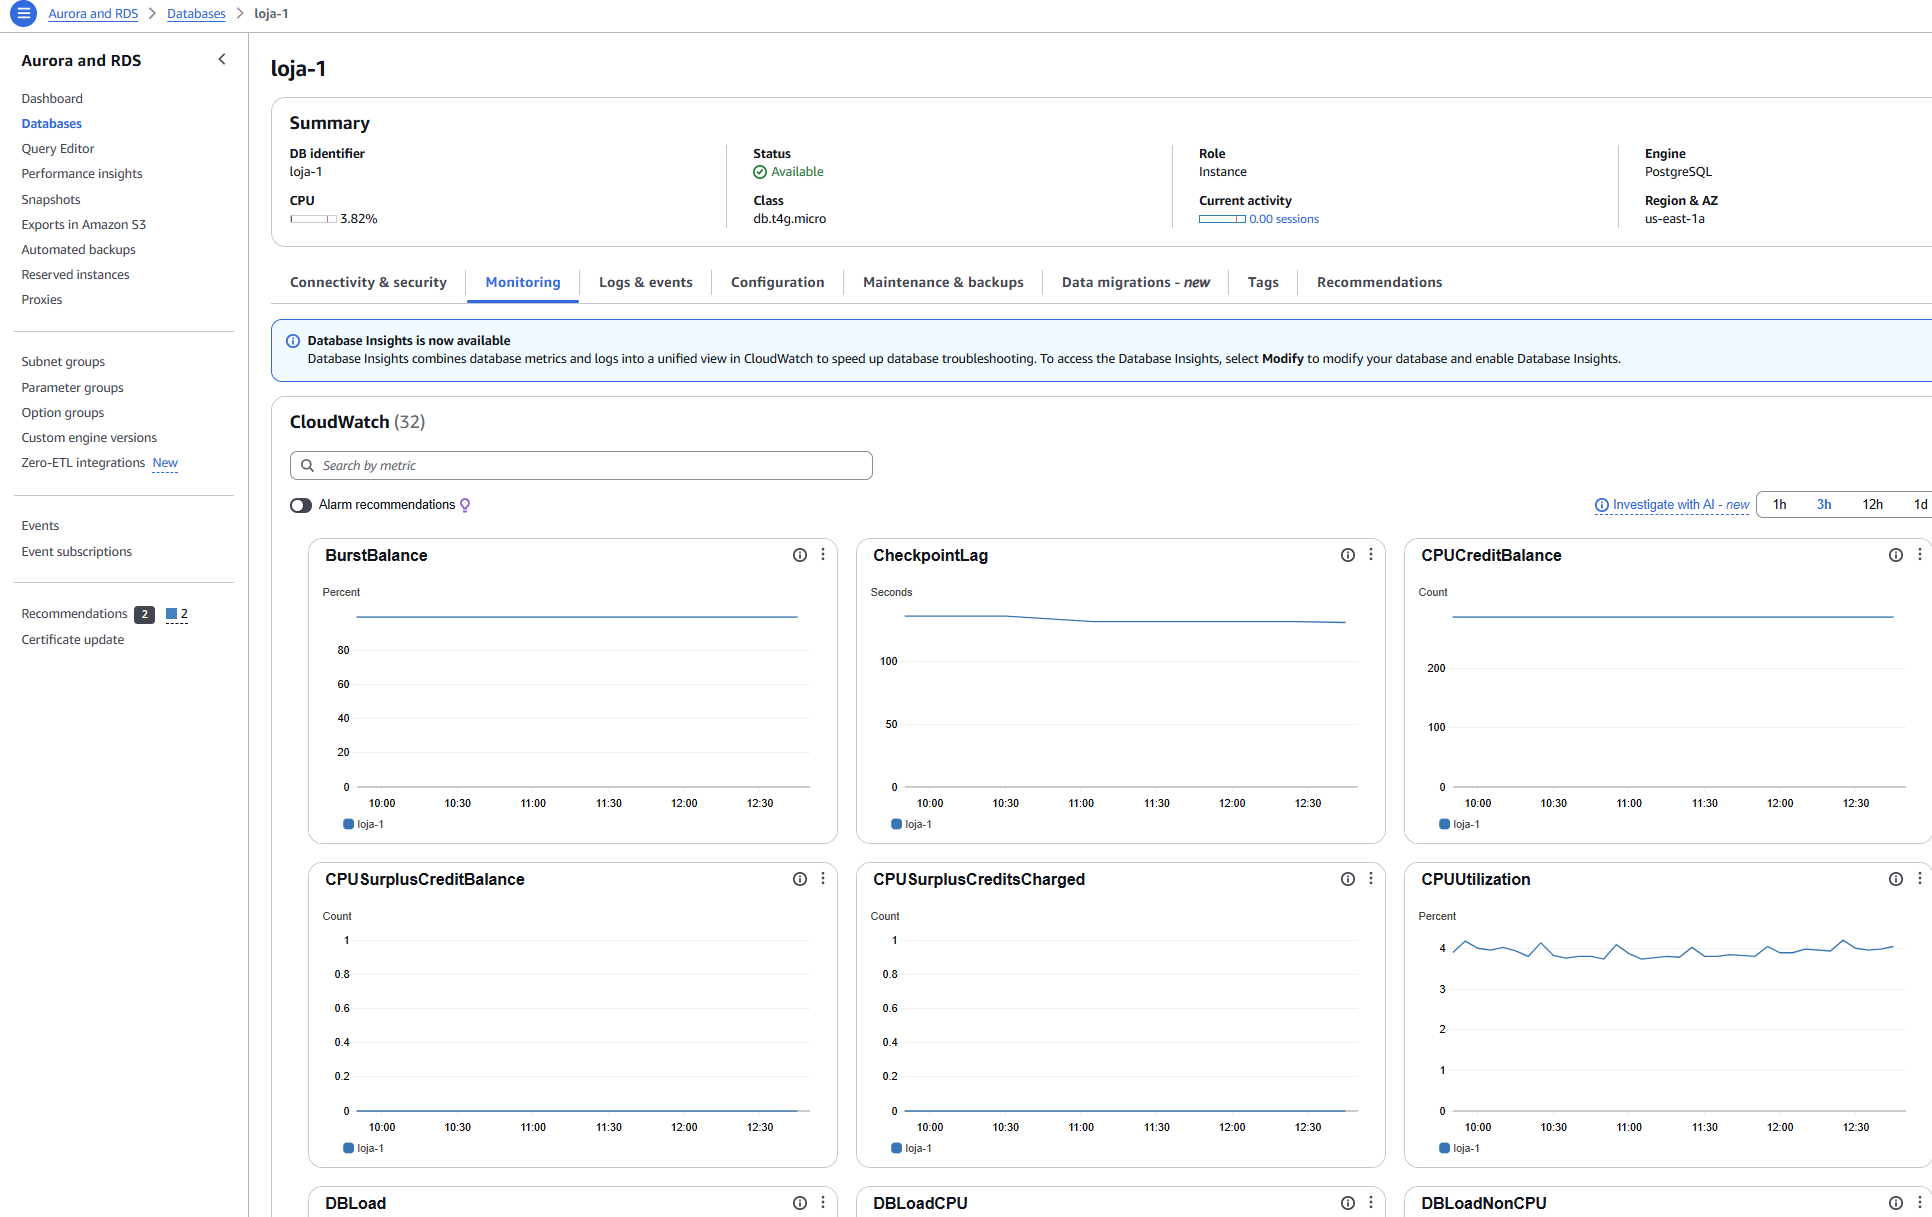 Aurora and RDS > Databases > loja-1
Aurora and RDS
Dashboard
Databases
Query Editor
Performance insights
Snapshots
Exports in Amazon S3
Automated backups
Reserved instances
Proxies
Subnet groups
Parameter groups
Option groups
Custom engine versions
Zero-ETL integrations New
Events
Event subscriptions
Recommendations 2 2
Certificate update
loja-1
Summary
DB identifier
loja-1
CPU
3.82%
Status
Available
Class
db.t4g.micro
Role
Instance
Current activity
0.00 sessions
Engine
PostgreSQL
Region & AZ
us-east-1a
Connectivity & security Monitoring Logs & events Configuration Maintenance & backups Data migrations - new Tags Recommendations
Database Insights is now available
Database Insights combines database metrics and logs into a unified view in CloudWatch to speed up database troubleshooting. To access the Database Insights, select Modify to modify your database and enable Database Insights.
CloudWatch (32)
Search by metric
Alarm recommendations
Investigate with AI - new 1h 3h 12h 1d
BurstBalance
Percent
80
60
40
20
0
10:00 10:30 11:00 11:30 12:00 12:30
loja-1
CheckpointLag
Seconds
100
50
0
10:00 10:30 11:00 11:30 12:00 12:30
loja-1
CPUCreditBalance
Count
200
100
0
10:00 10:30 11:00 11:30 12:00 12:30
loja-1
CPUSurplusCreditBalance
Count
1
0.8
0.6
0.4
0.2
0
10:00 10:30 11:00 11:30 12:00 12:30
loja-1
CPUSurplusCreditsCharged
Count
1
0.8
0.6
0.4
0.2
0
10:00 10:30 11:00 11:30 12:00 12:30
loja-1
CPUUtilization
Percent
4
3
2
1
0
10:00 10:30 11:00 11:30 12:00 12:30
loja-1
DBLoad
DBLoadCPU
DBLoadNonCPU